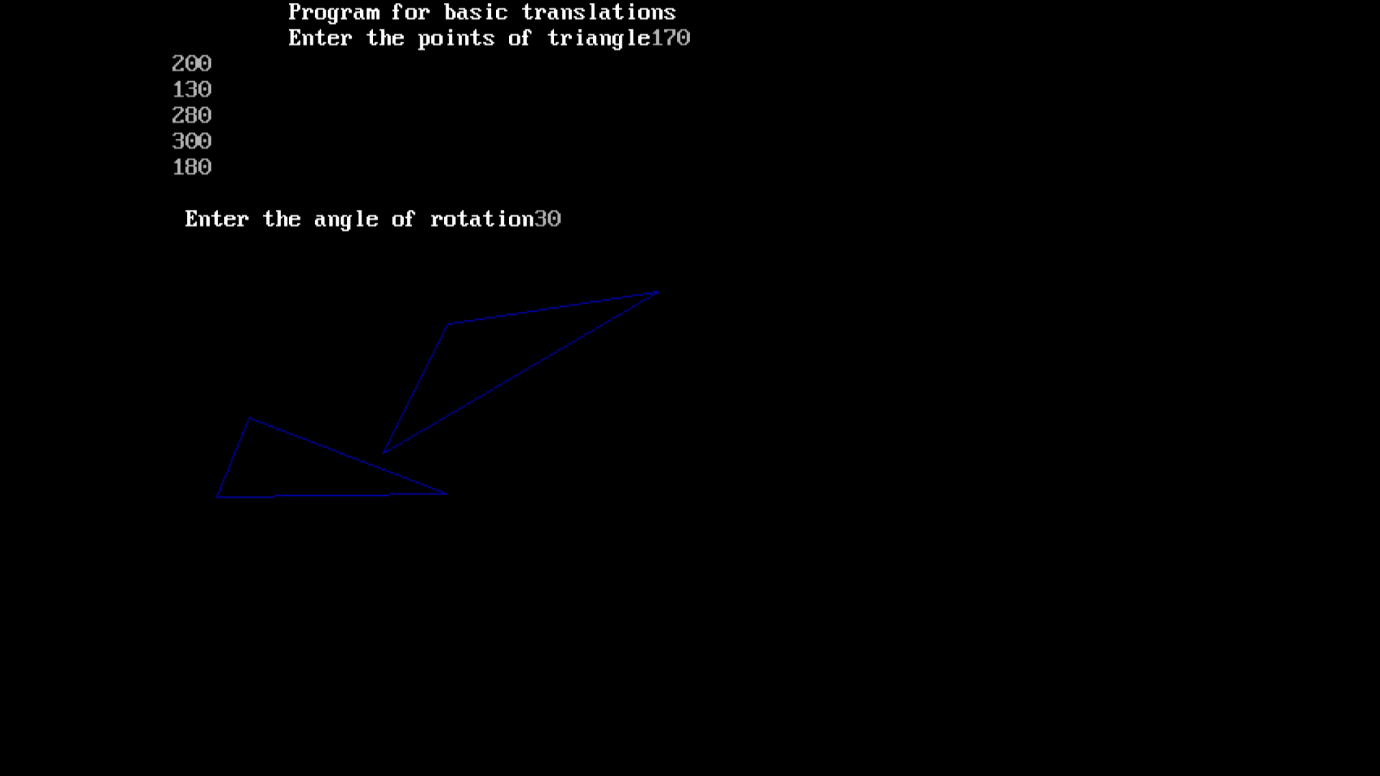 Program for basic translations
Enter the points of triangle170
200
130
280
300
180
Enter the angle of rotation30